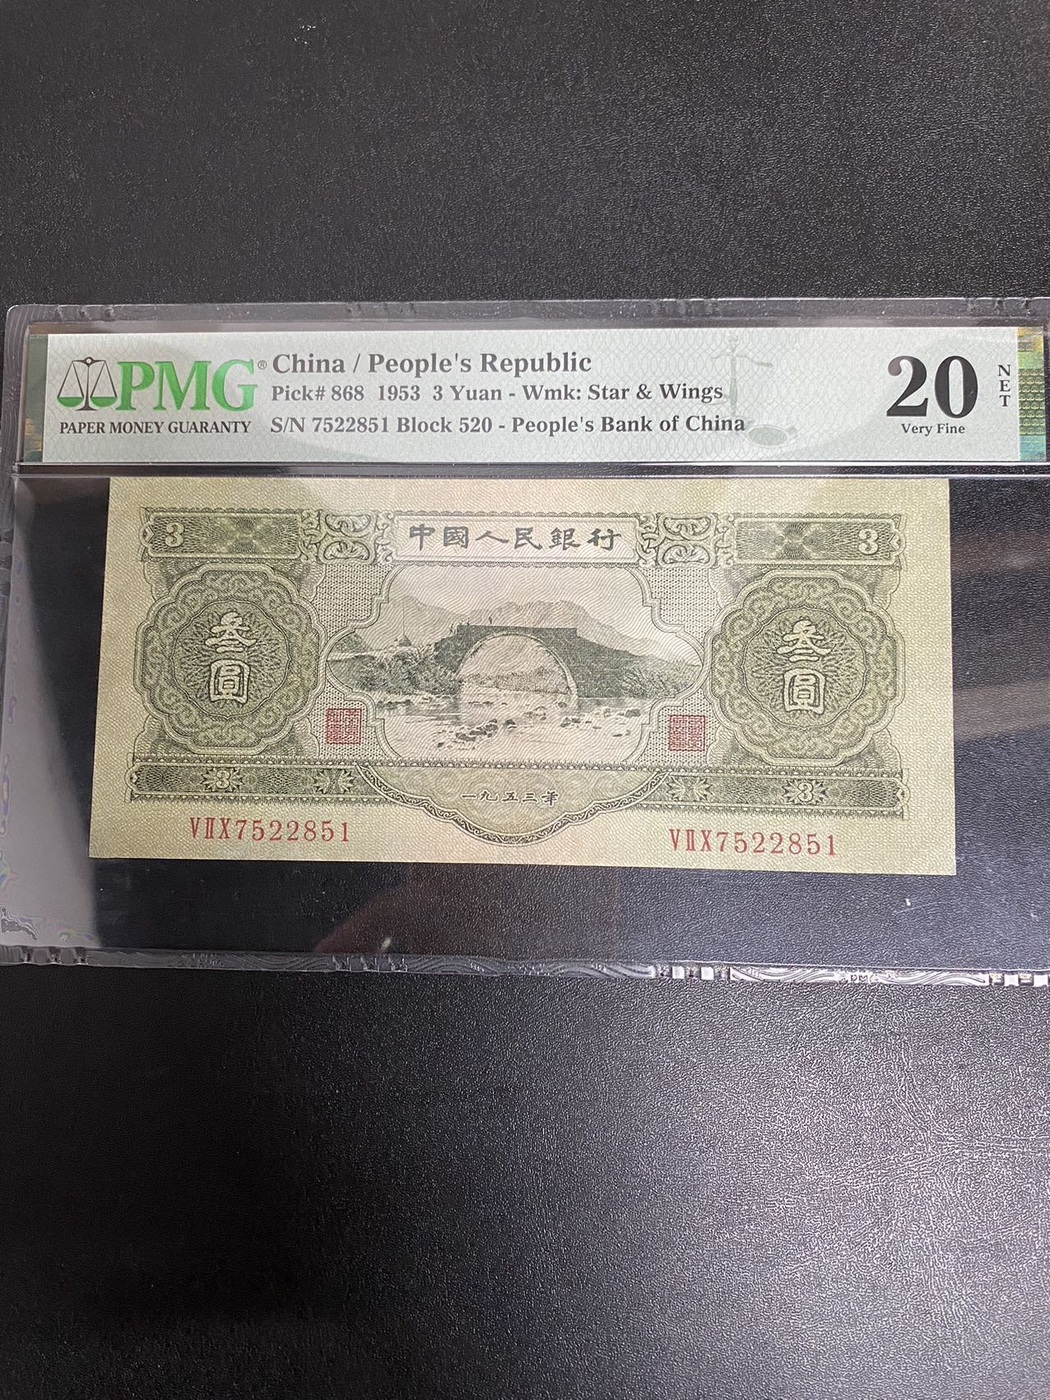 PMG®
PAPER MONEY GUARANTY
China / People's Republic
Pick# 868 1953 3 Yuan - Wmk: Star & Wings
S/N 7522851 Block 520 - People's Bank of China
20
Very Fine
NET
3
中國人民銀行
3
叁圓
叁圓
3
一九五三年
3
VIIX7522851
VIIX7522851